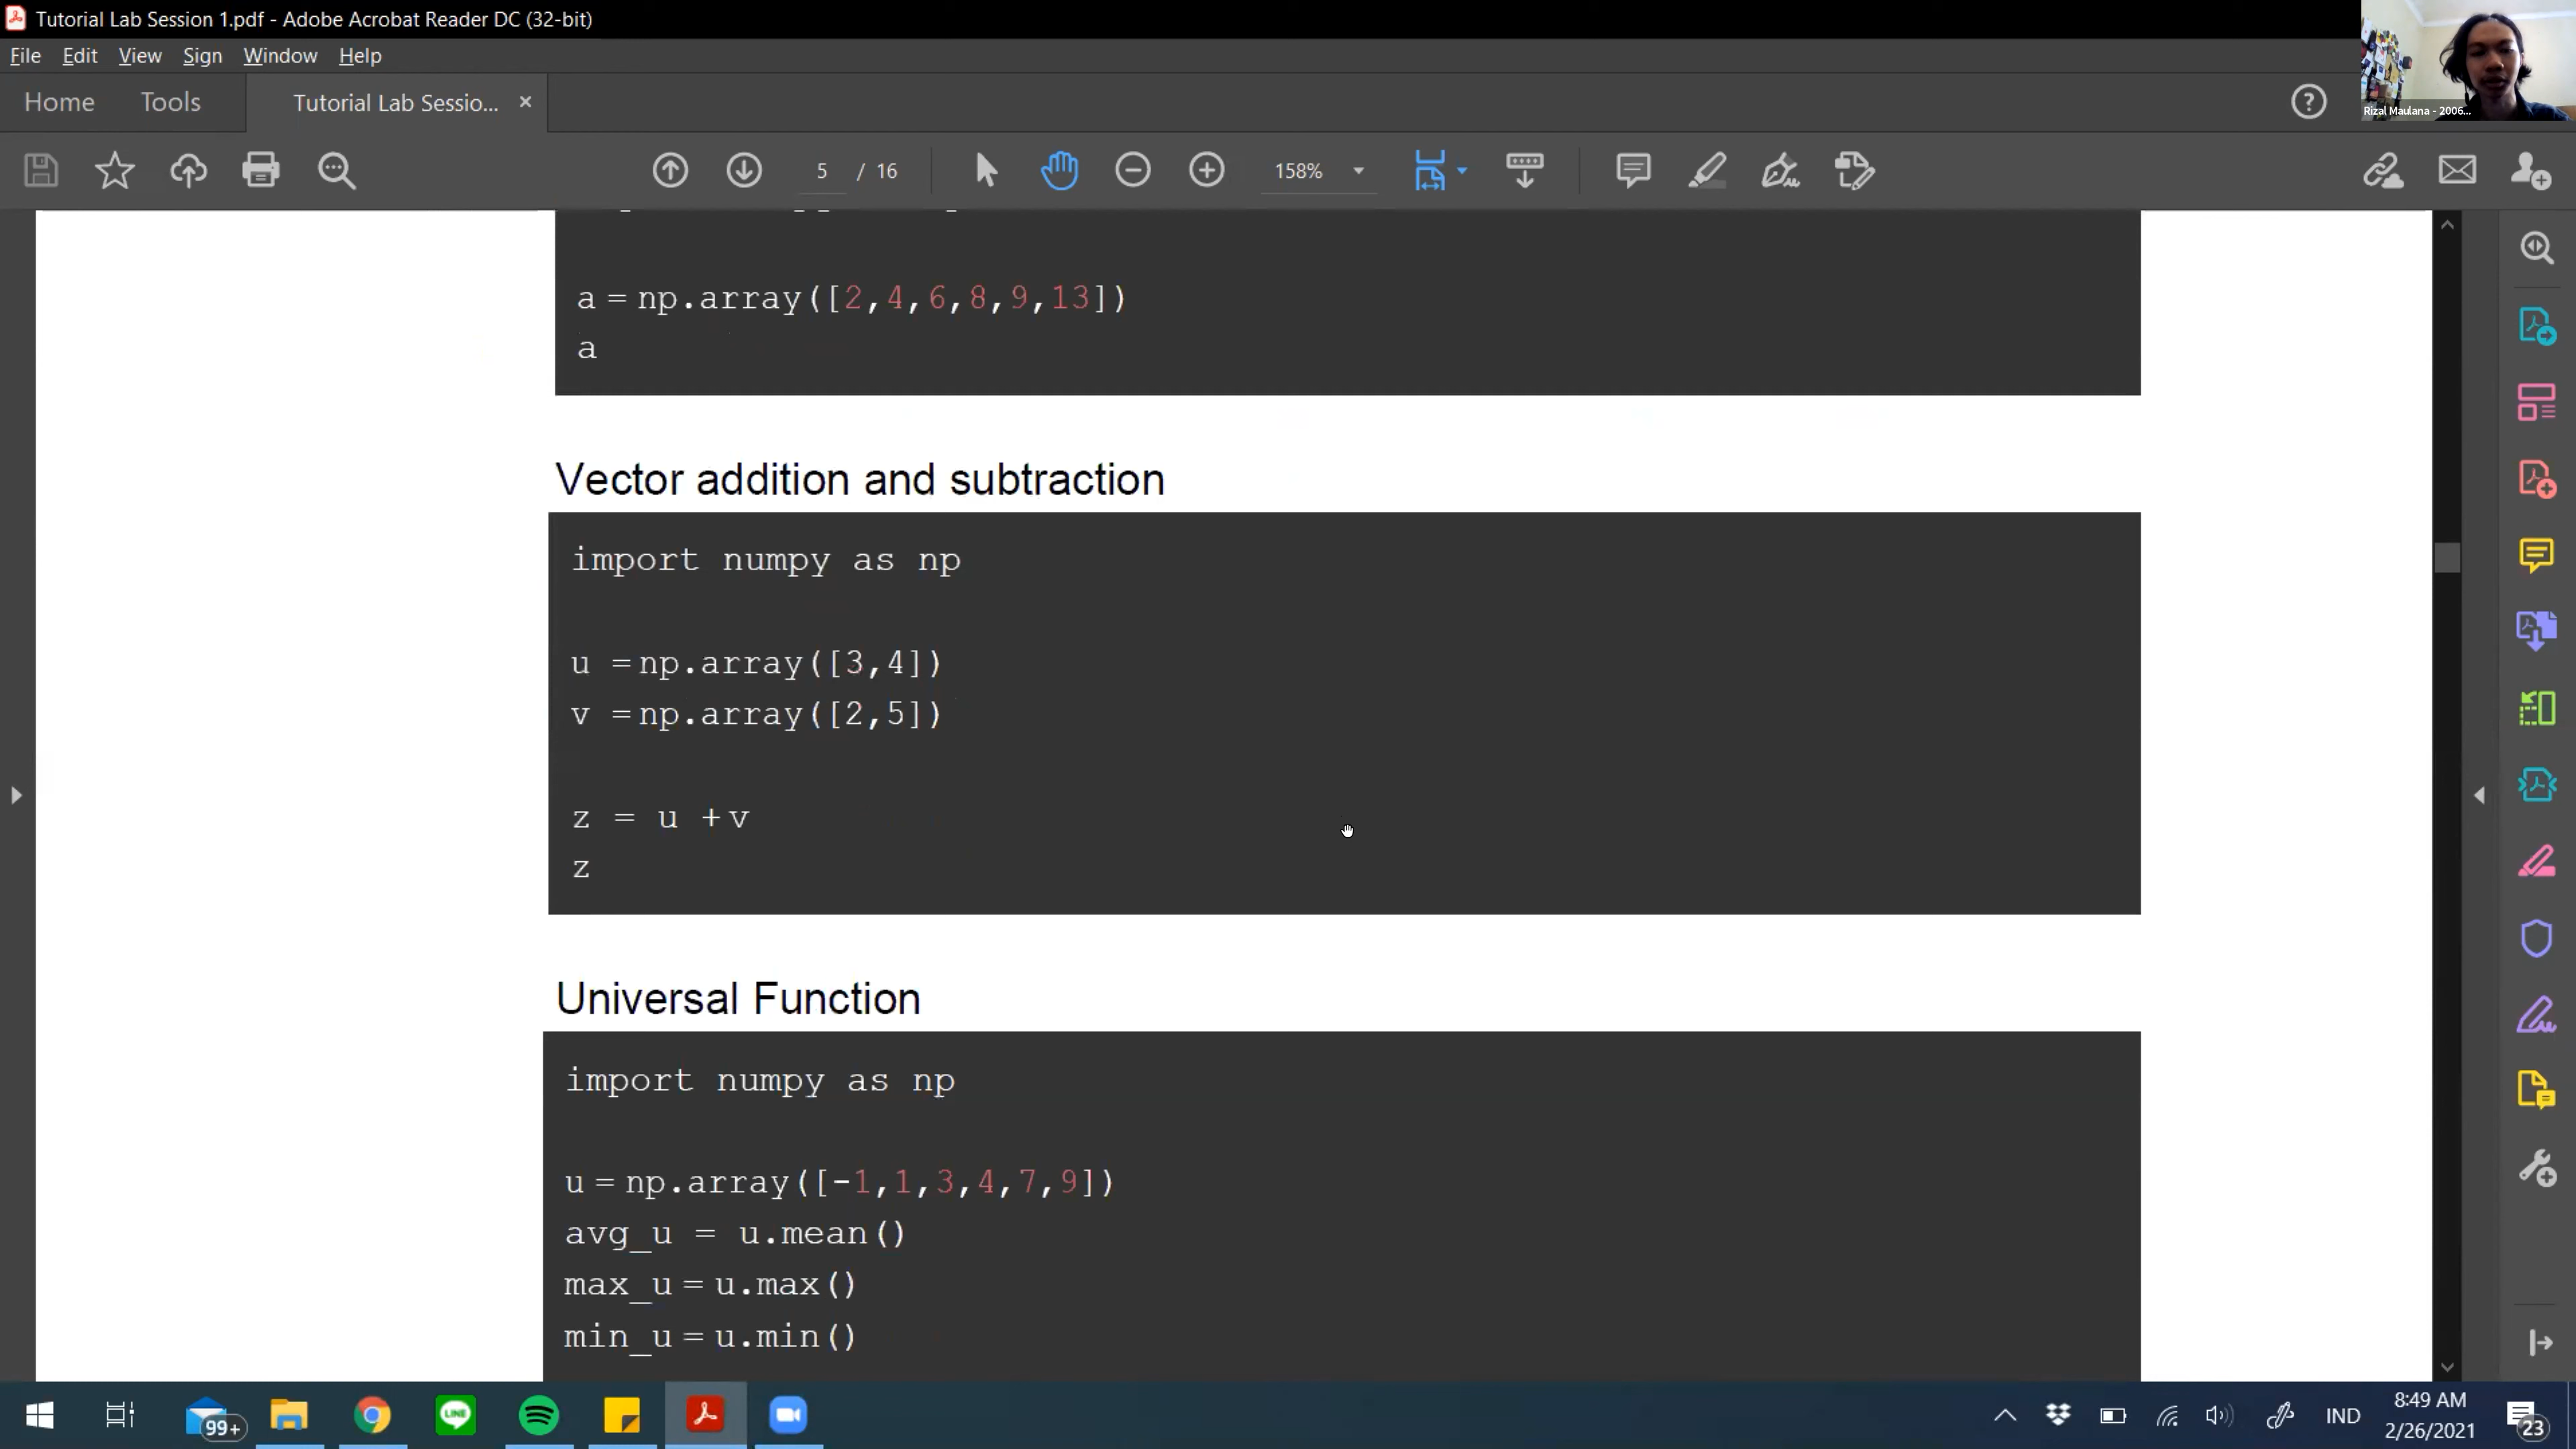 Tutorial Lab Session 1.pdf - Adobe Acrobat Reader DC (32-bit)
File Edit View Sign Window Help
Home Tools Tutorial Lab Sessio... ×
Rizal Maulana - 2006...
5 / 16 158%
a = np.array([2,4,6,8,9,13])
a
Vector addition and subtraction
import numpy as np
u =np.array([3,4])
v =np.array([2,5])
z = u +v
z
Universal Function
import numpy as np
u = np.array([-1,1,3,4,7,9])
avg_u = u.mean()
max_u = u.max()
min_u = u.min()
99+
LINE
IND
8:49 AM
2/26/2021
23